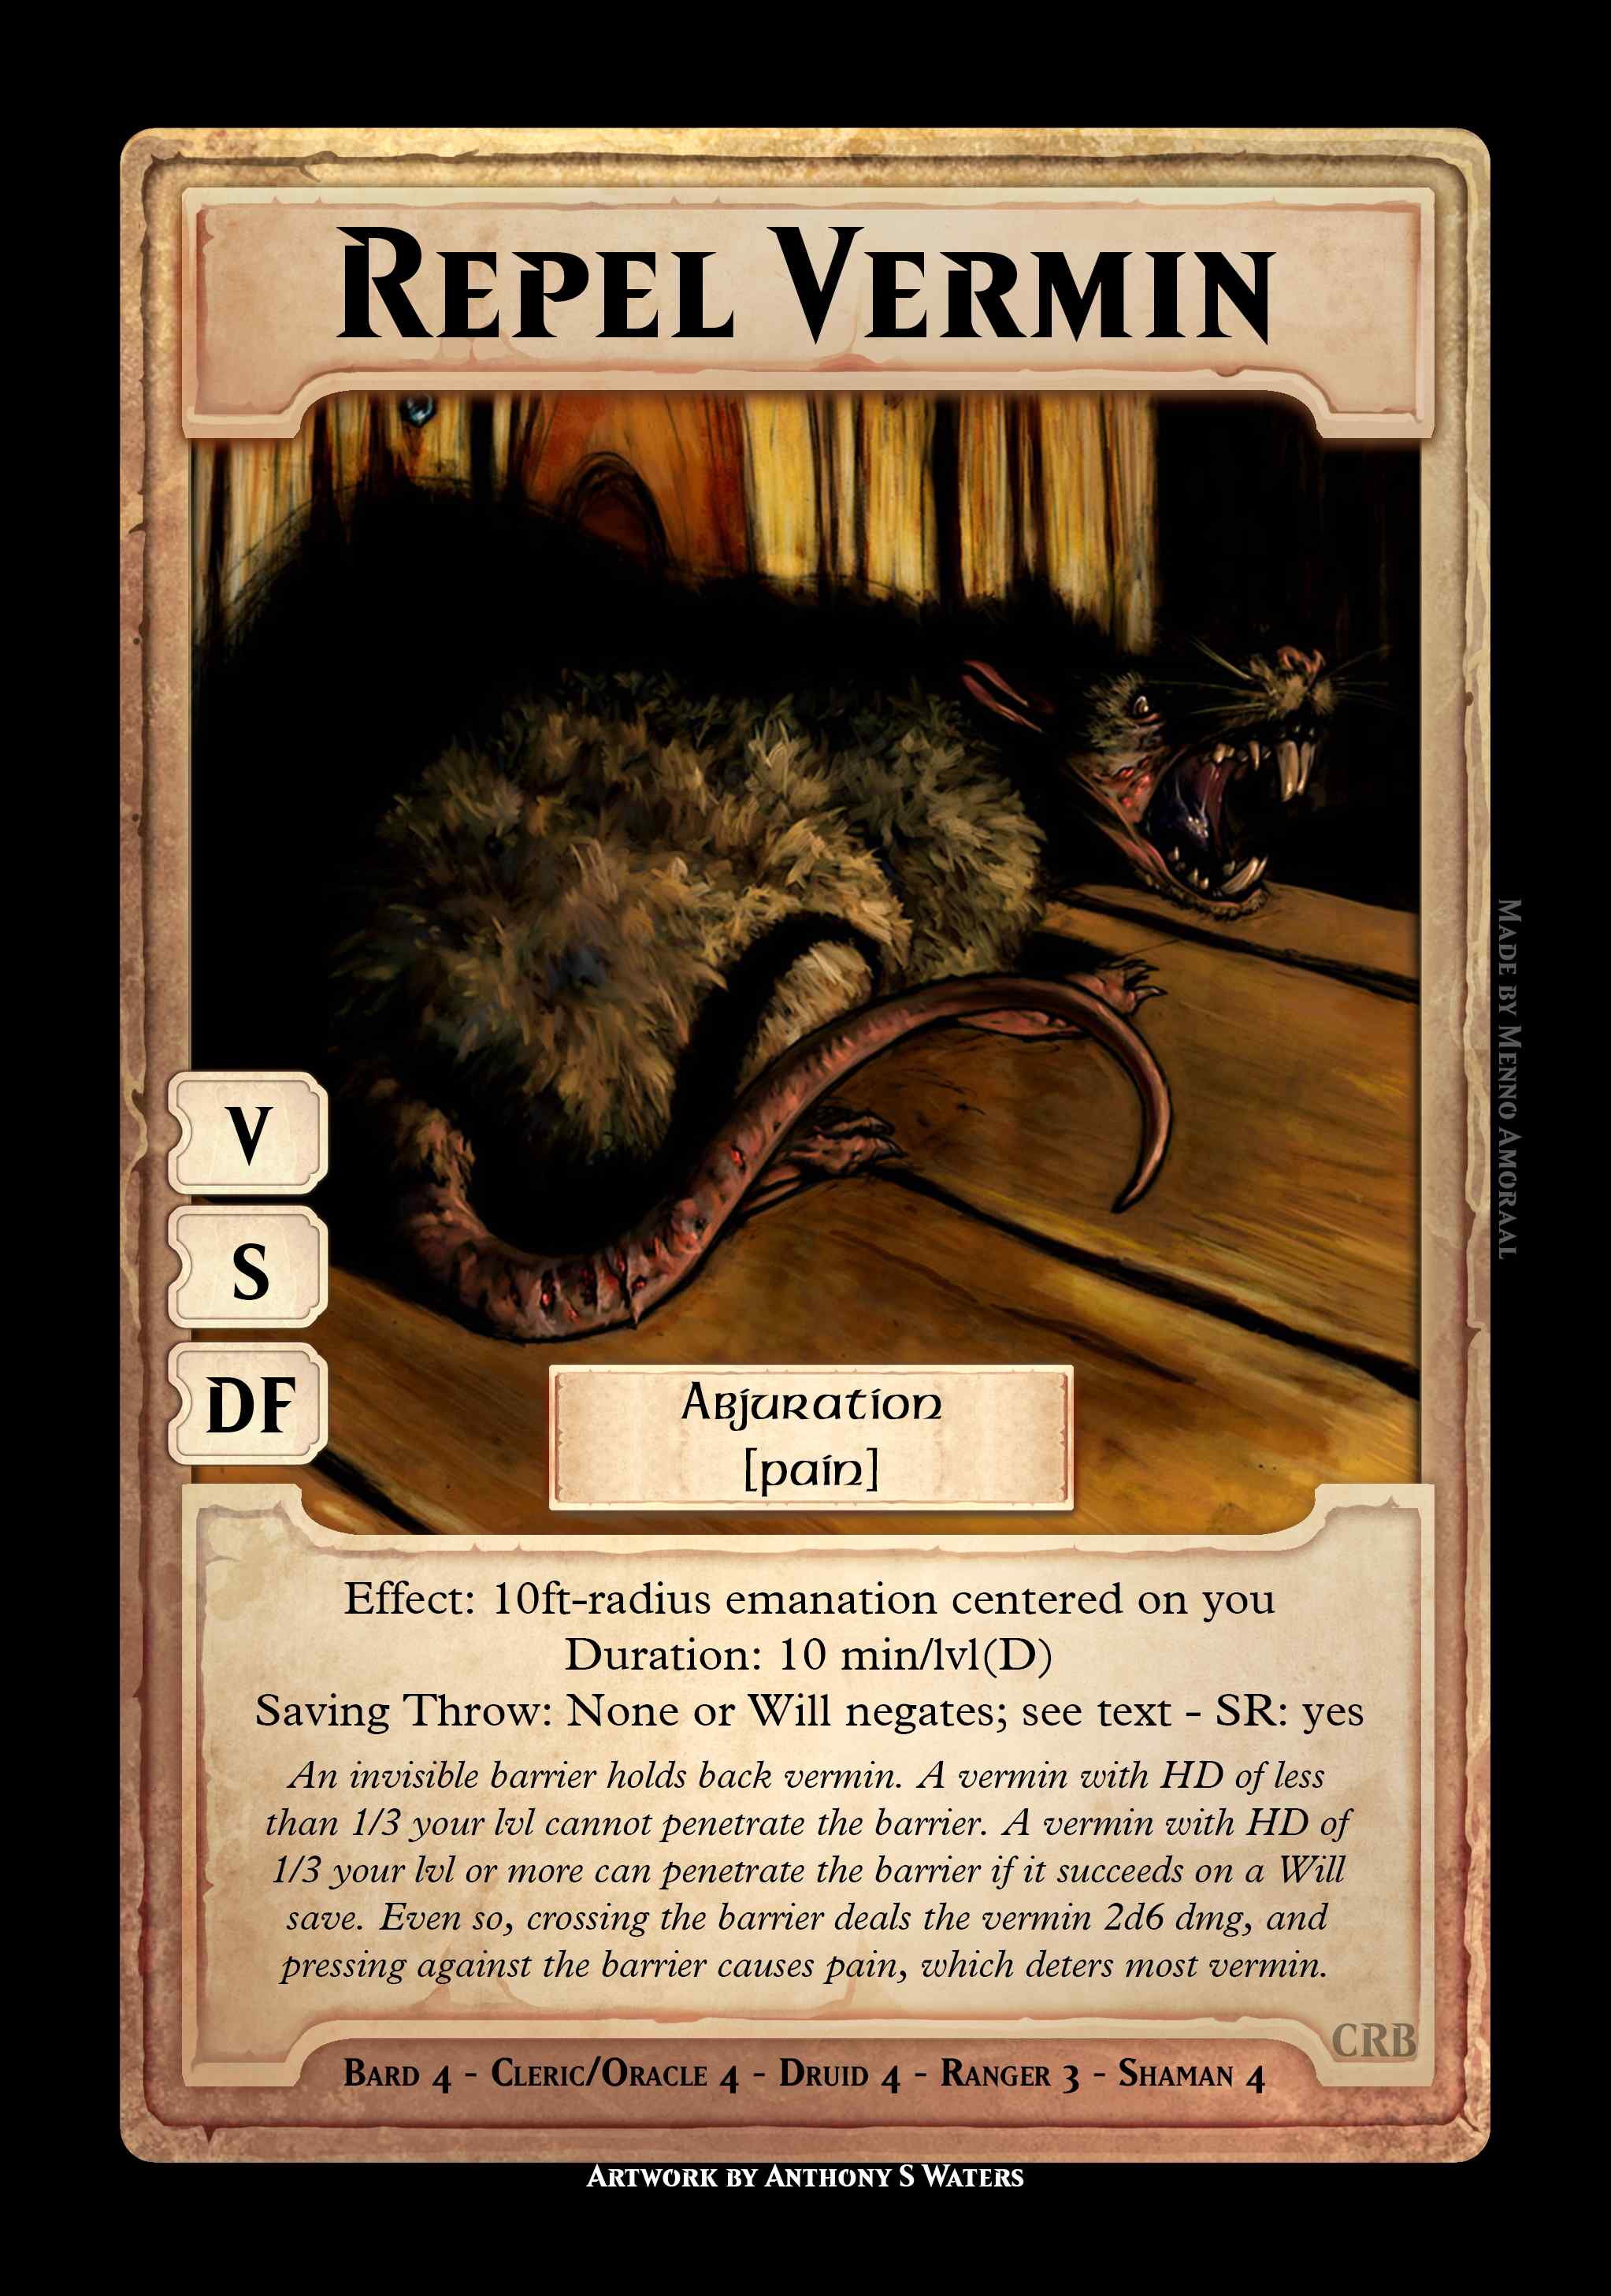 Repel Vermin
V
S
DF
Abjuration
[pain]
Effect: 10ft-radius emanation centered on you
Duration: 10 min/lvl(D)
Saving Throw: None or Will negates; see text - SR: yes
An invisible barrier holds back vermin. A vermin with HD of less
than 1/3 your lvl cannot penetrate the barrier. A vermin with HD of
1/3 your lvl or more can penetrate the barrier if it succeeds on a Will
save. Even so, crossing the barrier deals the vermin 2d6 dmg, and
pressing against the barrier causes pain, which deters most vermin.
CRB
Bard 4 - Cleric/Oracle 4 - Druid 4 - Ranger 3 - Shaman 4
Artwork by Anthony S Waters
Made by Menno Amoraal